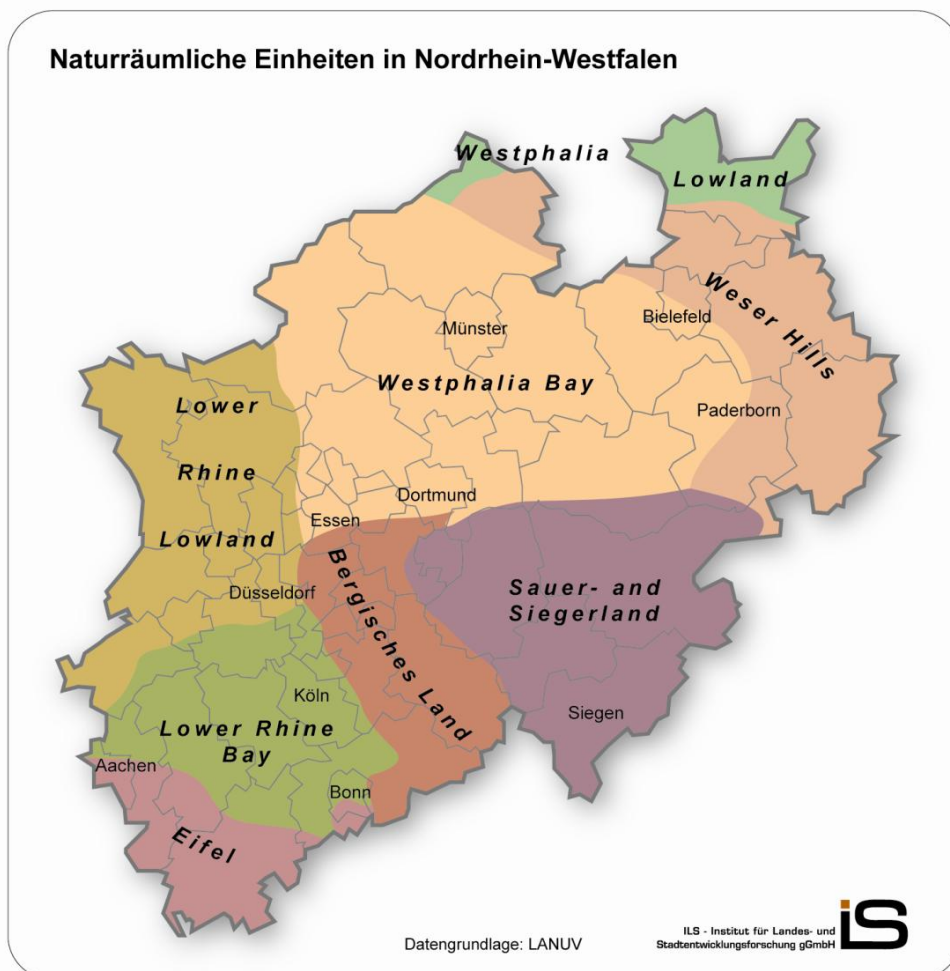 Naturräumliche Einheiten in Nordrhein-Westfalen
Westphalia
Lowland
Weser Hills
Bielefeld
Münster
Westphalia Bay
Paderborn
Lower
Rhine
Lowland
Dortmund
Essen
Bergisches Land
Düsseldorf
Sauer- and
Siegerland
Köln
Siegen
Lower Rhine
Bay
Aachen
Bonn
Eifel
Datengrundlage: LANUV
ILS - Institut für Landes- und
Stadtentwicklungsforschung gGmbH
iLS